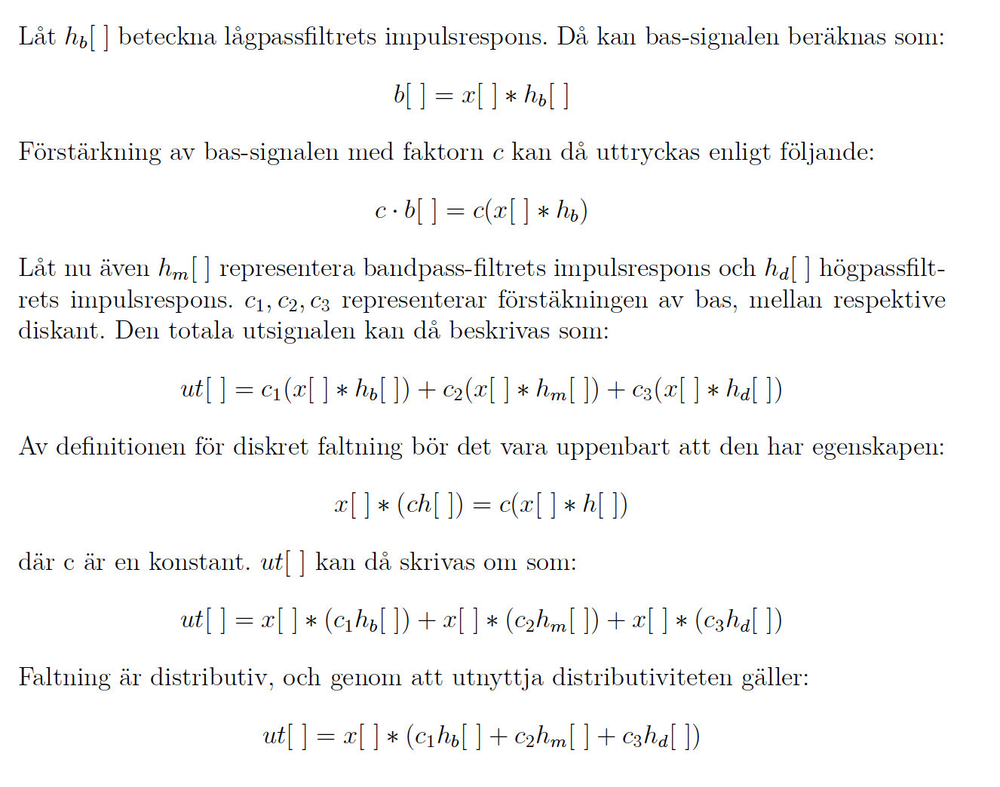 Låt h_b[ ] beteckna lågpassfiltrets impulsrespons. Då kan bas-signalen beräknas som:
b[ ] = x[ ] ∗ h_b[ ]
Förstärkning av bas-signalen med faktorn c kan då uttryckas enligt följande:
c · b[ ] = c(x[ ] ∗ h_b)
Låt nu även h_m[ ] representera bandpass-filtrets impulsrespons och h_d[ ] högpassfilt-
rets impulsrespons. c_1, c_2, c_3 representerar förstäkningen av bas, mellan respektive
diskant. Den totala utsignalen kan då beskrivas som:
ut[ ] = c_1(x[ ] ∗ h_b[ ]) + c_2(x[ ] ∗ h_m[ ]) + c_3(x[ ] ∗ h_d[ ])
Av definitionen för diskret faltning bör det vara uppenbart att den har egenskapen:
x[ ] ∗ (ch[ ]) = c(x[ ] ∗ h[ ])
där c är en konstant. ut[ ] kan då skrivas om som:
ut[ ] = x[ ] ∗ (c_1h_b[ ]) + x[ ] ∗ (c_2h_m[ ]) + x[ ] ∗ (c_3h_d[ ])
Faltning är distributiv, och genom att utnyttja distributiviteten gäller:
ut[ ] = x[ ] ∗ (c_1h_b[ ] + c_2h_m[ ] + c_3h_d[ ])